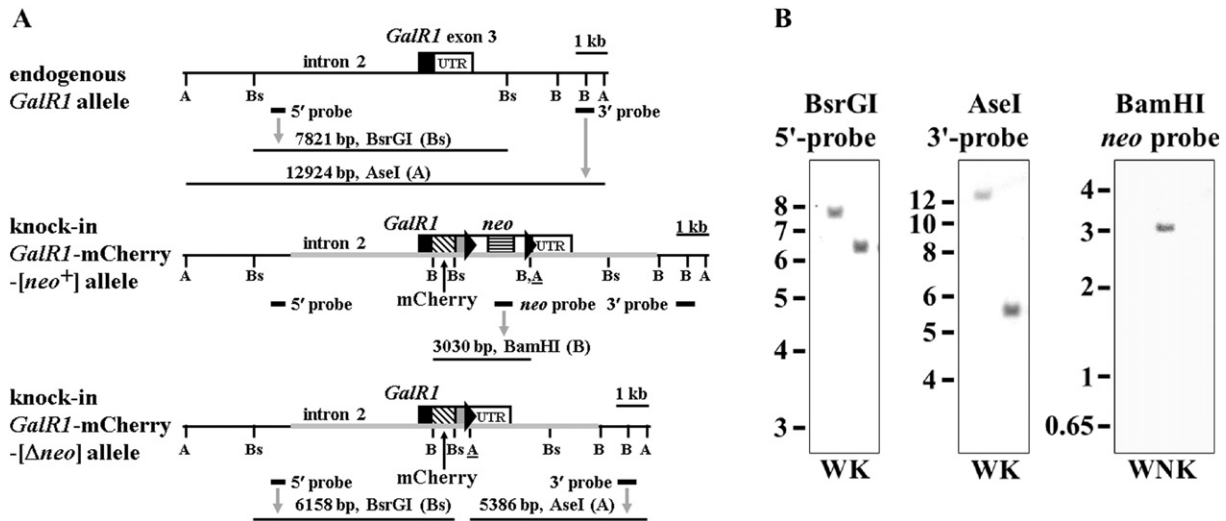 A
GalR1 exon 3
1 kb
endogenous
GalR1 allele
intron 2
UTR
A Bs Bs B B A
5′ probe 3′ probe
7821 bp, BsrGI (Bs)
12924 bp, AseI (A)
knock-in
GalR1-mCherry
-[neo+] allele
GalR1 neo
1 kb
intron 2
UTR
A Bs B Bs B,A Bs B B A
mCherry
5′ probe neo probe 3′ probe
3030 bp, BamHI (B)
knock-in
GalR1-mCherry
-[Δneo] allele
GalR1
1 kb
intron 2
UTR
A Bs B Bs A Bs B B A
mCherry
5′ probe 3′ probe
6158 bp, BsrGI (Bs) 5386 bp, AseI (A)
B
BsrGI
5'-probe
8
7
6
5
4
3
WK
AseI
3'-probe
12
10
8
6
5
4
WK
BamHI
neo probe
4
3
2
1
0.65
WNK